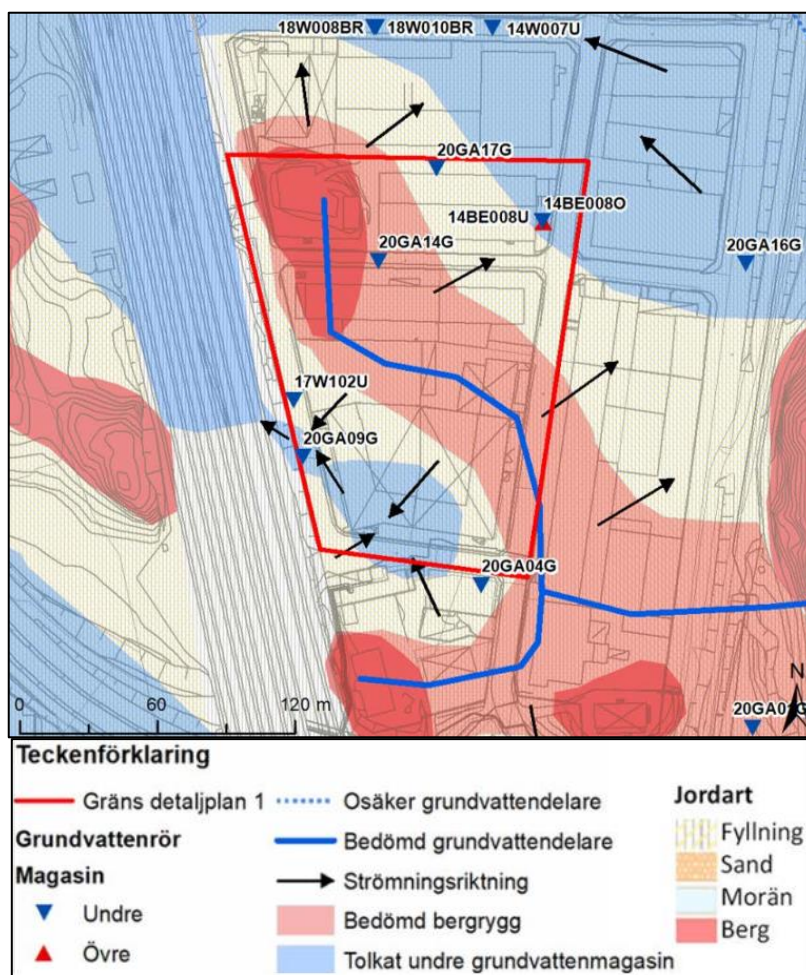 18W008BR 18W010BR 14W007U
20GA17G
14BE008O
14BE008U
20GA14G
20GA16G
17W102U
20GA09G
20GA04G
0 60 120 m
N
Teckenförklaring
Gräns detaljplan 1
Grundvattenrör
Magasin
Undre
Övre
Osäker grundvattendelare
Bedömd grundvattendelare
Strömningsriktning
Bedömd bergrygg
Tolkat undre grundvattenmagasin
Jordart
Fyllning
Sand
Morän
Berg